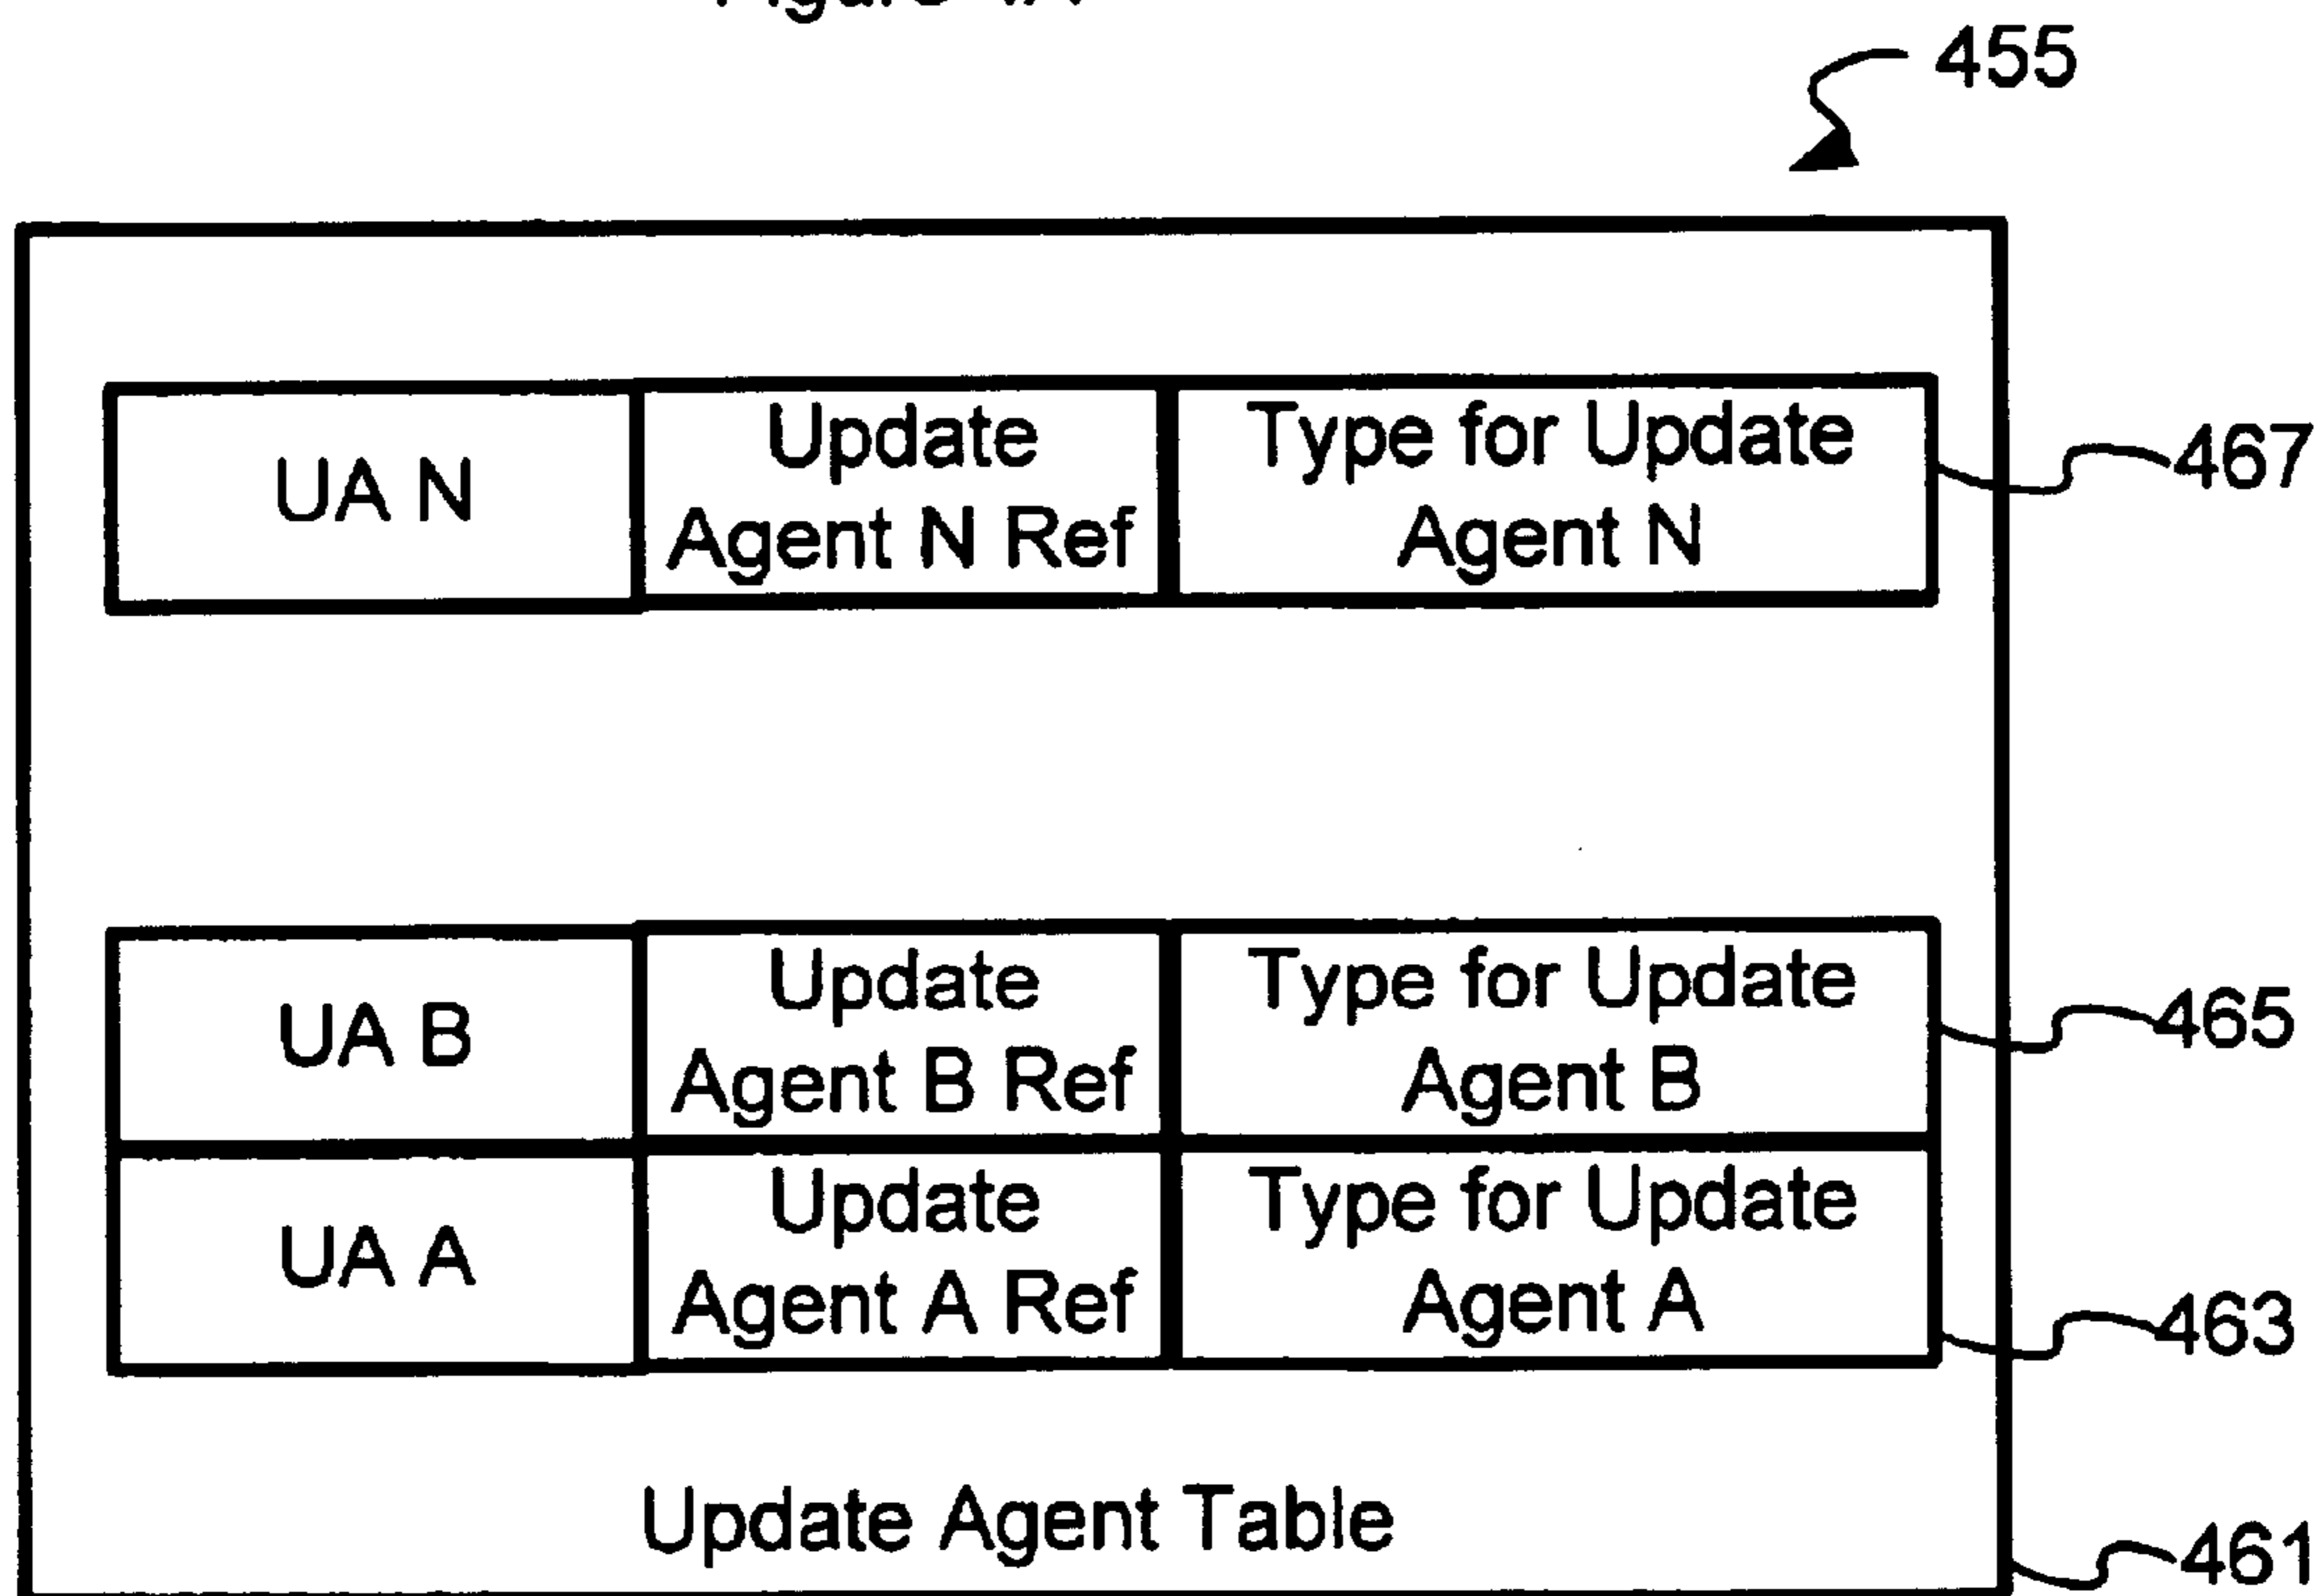 455
UA N
Update
Agent N Ref
Type for Update
Agent N
467
UA B
Update
Agent B Ref
Type for Update
Agent B
465
UA A
Update
Agent A Ref
Type for Update
Agent A
463
Update Agent Table
461